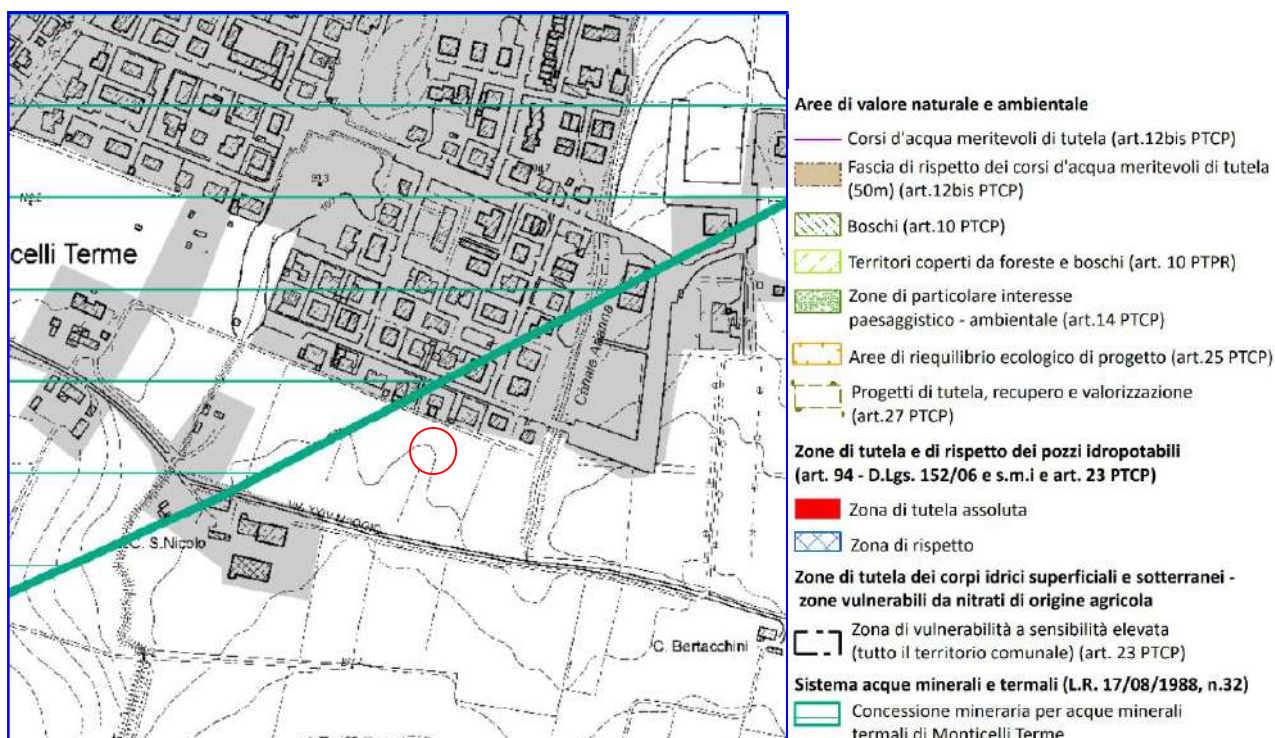 celli Terme
Canale Arianna
C. S.Nicolo
C. Bertacchini
Aree di valore naturale e ambientale
Corsi d'acqua meritevoli di tutela (art.12bis PTCP)
Fascia di rispetto dei corsi d'acqua meritevoli di tutela
(50m) (art.12bis PTCP)
Boschi (art.10 PTCP)
Territori coperti da foreste e boschi (art. 10 PTPR)
Zone di particolare interesse
paesaggistico - ambientale (art.14 PTCP)
Aree di riequilibrio ecologico di progetto (art.25 PTCP)
Progetti di tutela, recupero e valorizzazione
(art.27 PTCP)
Zone di tutela e di rispetto dei pozzi idropotabili
(art. 94 - D.Lgs. 152/06 e s.m.i e art. 23 PTCP)
Zona di tutela assoluta
Zona di rispetto
Zone di tutela dei corpi idrici superficiali e sotterranei -
zone vulnerabili da nitrati di origine agricola
Zona di vulnerabilità a sensibilità elevata
(tutto il territorio comunale) (art. 23 PTCP)
Sistema acque minerali e termali (L.R. 17/08/1988, n.32)
Concessione mineraria per acque minerali
termali di Monticelli Terme